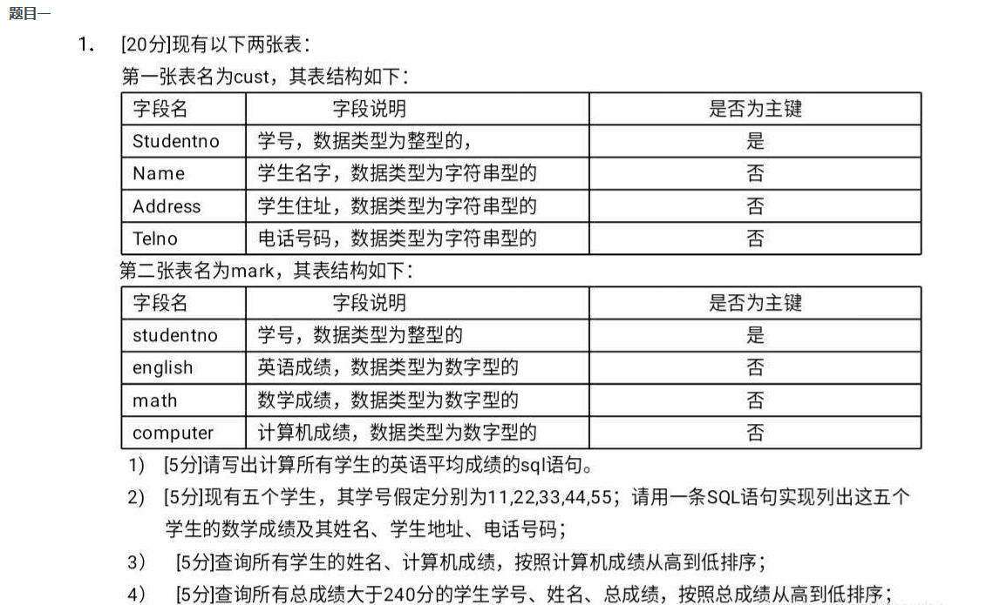 题目一
1. [20分]现有以下两张表：
第一张表名为cust，其表结构如下：
字段名 字段说明 是否为主键
Studentno 学号，数据类型为整型的， 是
Name 学生名字，数据类型为字符串型的 否
Address 学生住址，数据类型为字符串型的 否
Telno 电话号码，数据类型为字符串型的 否
第二张表名为mark，其表结构如下：
字段名 字段说明 是否为主键
studentno 学号，数据类型为整型的 是
english 英语成绩，数据类型为数字型的 否
math 数学成绩，数据类型为数字型的 否
computer 计算机成绩，数据类型为数字型的 否
1) [5分]请写出计算所有学生的英语平均成绩的sql语句。
2) [5分]现有五个学生，其学号假定分别为11,22,33,44,55；请用一条SQL语句实现列出这五个
学生的数学成绩及其姓名、学生地址、电话号码；
3） [5分]查询所有学生的姓名、计算机成绩，按照计算机成绩从高到低排序；
4） [5分]查询所有总成绩大于240分的学生学号、姓名、总成绩，按照总成绩从高到低排序；